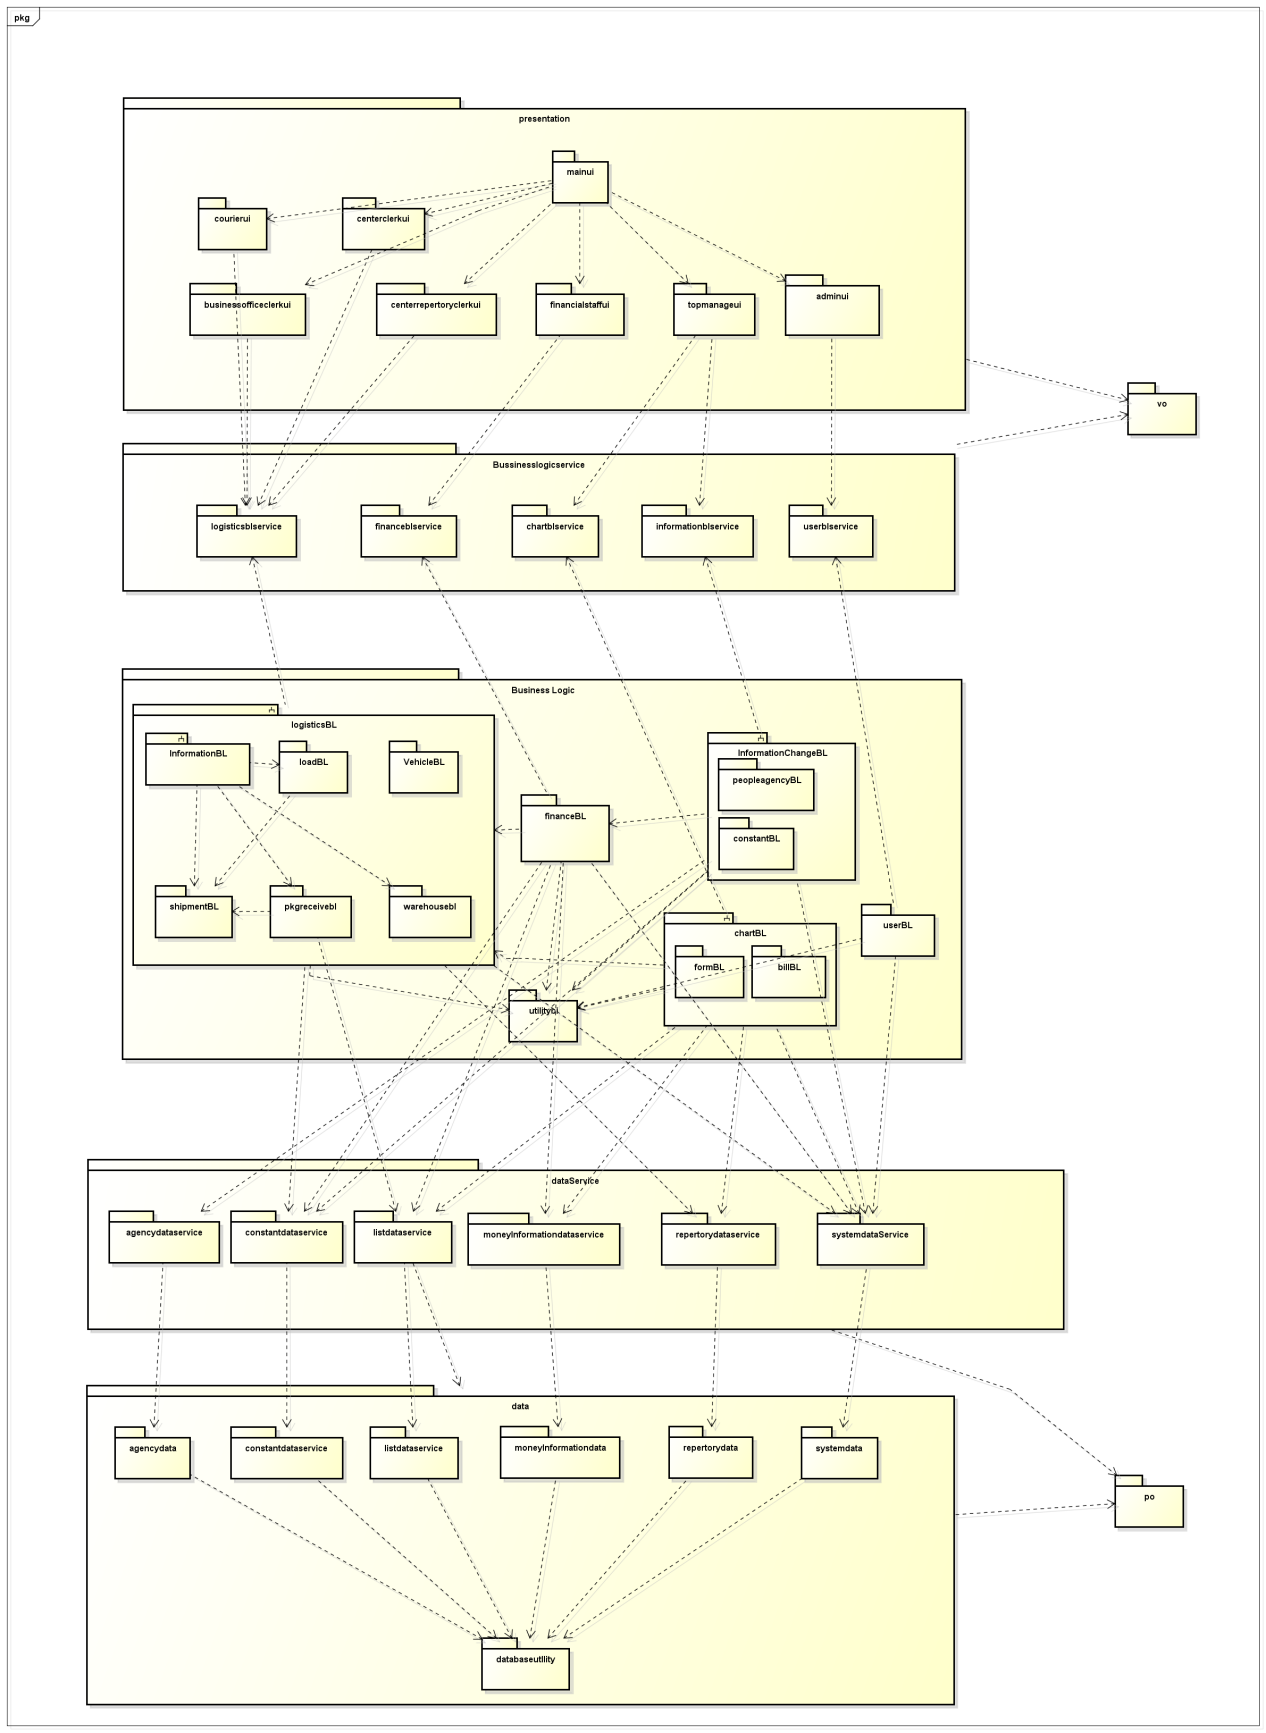 pkg
presentation
mainui
courierui
centerclerkui
businessofficeclerkui
centerrepertoryclerkui
financialstaffui
topmanageui
adminui
vo
Bussinesslogicservice
logisticsblservice
financeblservice
chartblservice
informationblservice
userblservice
Business Logic
logisticsBL
InformationBL
loadBL
VehicleBL
InformationChangeBL
peopleagencyBL
financeBL
constantBL
shipmentBL
pkgreceivebl
warehousebl
chartBL
userBL
formBL
billBL
utilitybl
dataService
agencydataservice
constantdataservice
listdataservice
moneyInformationdataservice
repertorydataservice
systemdataService
data
agencydata
constantdataservice
listdataservice
moneyInformationdata
repertorydata
systemdata
po
databaseutility